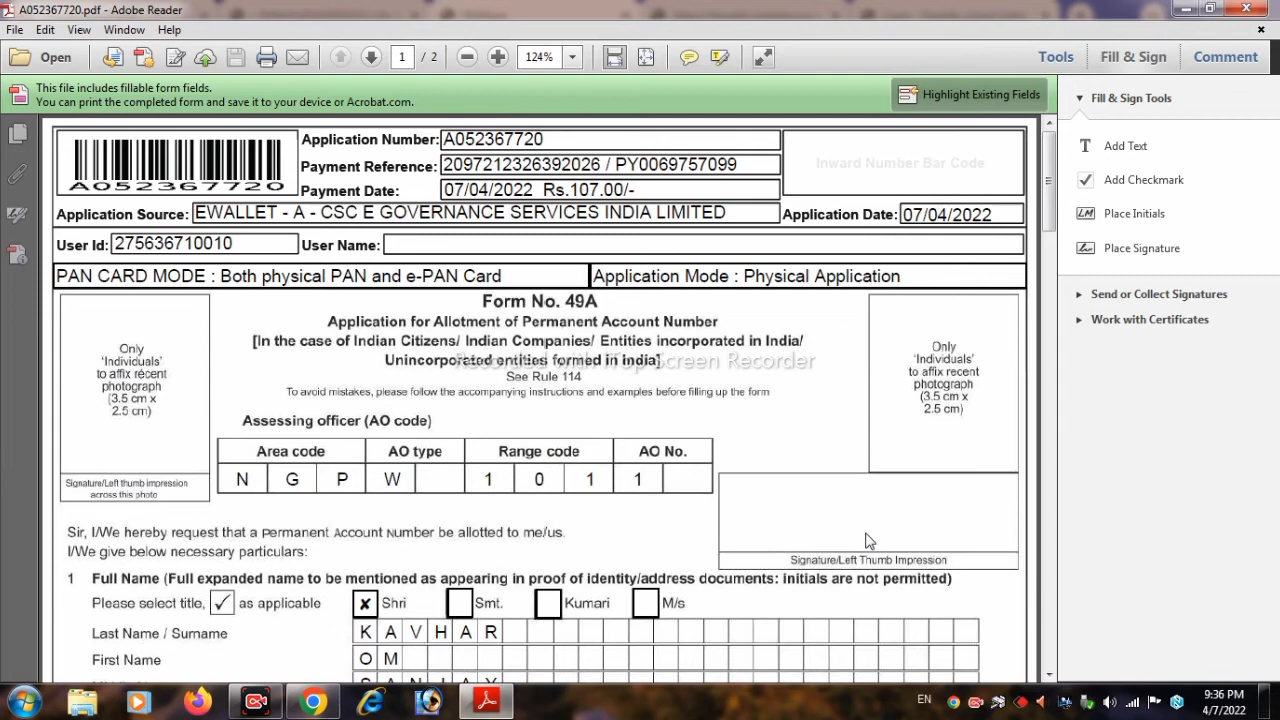 A052367720.pdf - Adobe Reader
File Edit View Window Help
Open 1 / 2 124% Tools Fill & Sign Comment
This file includes fillable form fields.
You can print the completed form and save it to your device or Acrobat.com.
Highlight Existing Fields
Fill & Sign Tools
Add Text
Add Checkmark
Place Initials
Place Signature
Send or Collect Signatures
Work with Certificates
A052367720
Application Number: A052367720
Payment Reference: 2097212326392026 / PY0069757099
Payment Date: 07/04/2022 Rs.107.00/-
Inward Number Bar Code
Application Source: EWALLET - A - CSC E GOVERNANCE SERVICES INDIA LIMITED Application Date: 07/04/2022
User Id: 275636710010 User Name:
PAN CARD MODE : Both physical PAN and e-PAN Card Application Mode : Physical Application
Only
'Individuals'
to affix recent
photograph
(3.5 cm x
2.5 cm)
Signature/Left thumb impression
across this photo
Form No. 49A
Application for Allotment of Permanent Account Number
[In the case of Indian Citizens/ Indian Companies/ Entities incorporated in India/
Unincorporated entities formed in india]
See Rule 114
To avoid mistakes, please follow the accompanying instructions and examples before filling up the form
Recorded with iTop Screen Recorder
Only
'Individuals'
to affix recent
photograph
(3.5 cm x
2.5 cm)
Assessing officer (AO code)
Area code AO type Range code AO No.
N G P W 1 0 1 1
Signature/Left Thumb Impression
Sir, I/We hereby request that a Permanent Account Number be allotted to me/us.
I/We give below necessary particulars:
1 Full Name (Full expanded name to be mentioned as appearing in proof of identity/address documents: initials are not permitted)
Please select title, ✓ as applicable ✘ Shri Smt. Kumari M/s
Last Name / Surname K A V H A R
First Name O M
EN 9:36 PM
4/7/2022